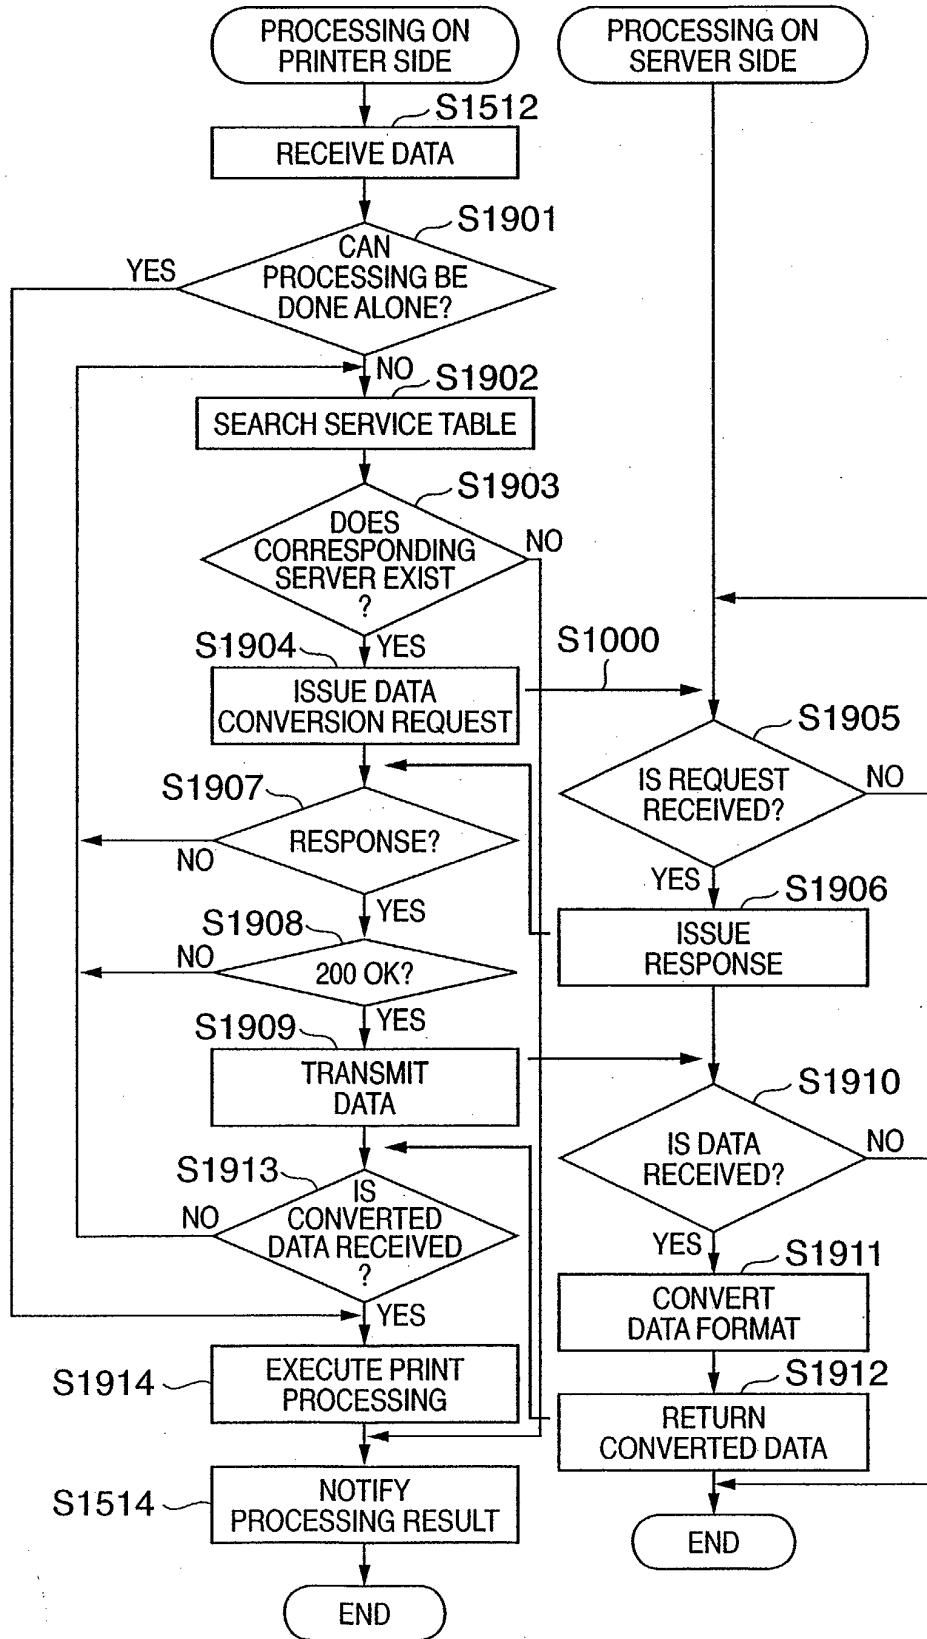 PROCESSING ON
PRINTER SIDE
PROCESSING ON
SERVER SIDE
S1512
RECEIVE DATA
S1901
CAN
PROCESSING BE
DONE ALONE?
YES
NO
S1902
SEARCH SERVICE TABLE
S1903
DOES
CORRESPONDING
SERVER EXIST
?
NO
YES
S1904
ISSUE DATA
CONVERSION REQUEST
S1000
S1905
IS REQUEST
RECEIVED?
NO
YES
S1907
RESPONSE?
NO
YES
S1906
ISSUE
RESPONSE
S1908
200 OK?
NO
YES
S1909
TRANSMIT
DATA
S1910
IS DATA
RECEIVED?
NO
YES
S1913
IS
CONVERTED
DATA RECEIVED
?
NO
YES
S1911
CONVERT
DATA FORMAT
S1914
EXECUTE PRINT
PROCESSING
S1912
RETURN
CONVERTED DATA
S1514
NOTIFY
PROCESSING RESULT
END
END